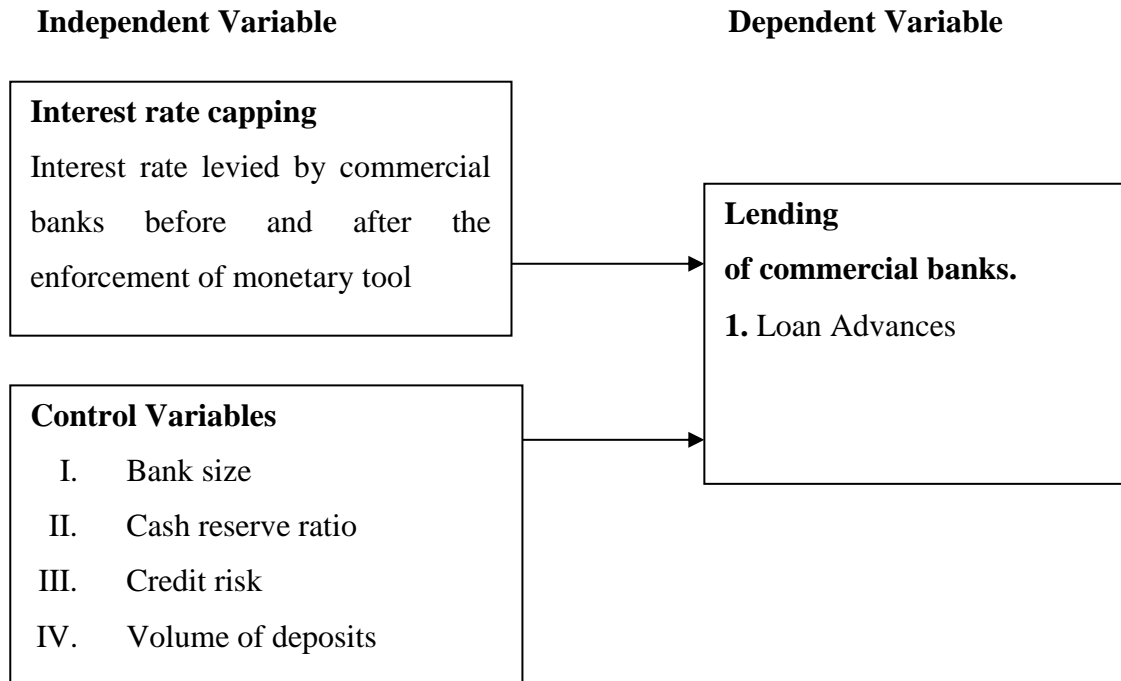 Independent Variable
Dependent Variable
Interest rate capping
Interest rate levied by commercial
banks before and after the
enforcement of monetary tool
Lending
of commercial banks.
1. Loan Advances
Control Variables
I. Bank size
II. Cash reserve ratio
III. Credit risk
IV. Volume of deposits